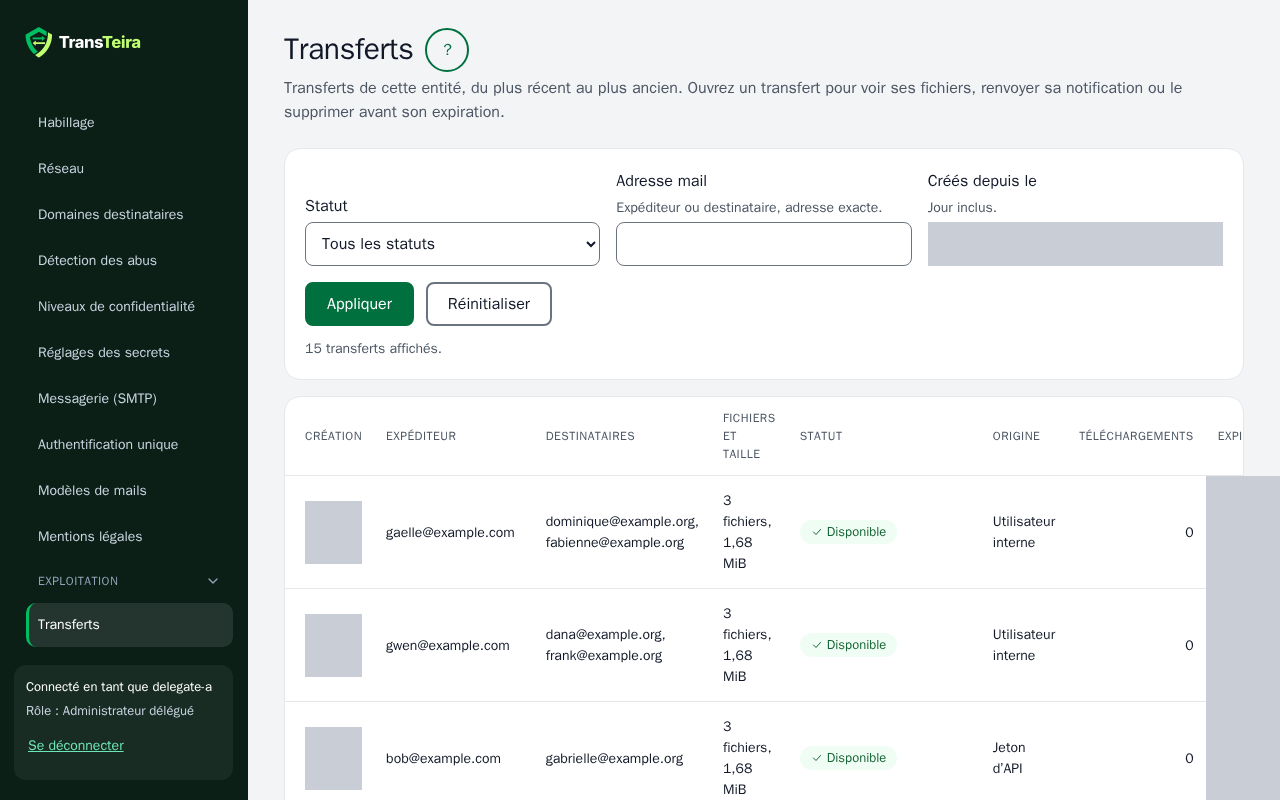 TransTeira
Habillage
Réseau
Domaines destinataires
Détection des abus
Niveaux de confidentialité
Réglages des secrets
Messagerie (SMTP)
Authentification unique
Modèles de mails
Mentions légales
EXPLOITATION
Transferts
Connecté en tant que delegate-a
Rôle : Administrateur délégué
Se déconnecter
Transferts ?
Transferts de cette entité, du plus récent au plus ancien. Ouvrez un transfert pour voir ses fichiers, renvoyer sa notification ou le
supprimer avant son expiration.
Statut
Tous les statuts
Adresse mail
Expéditeur ou destinataire, adresse exacte.
Créés depuis le
Jour inclus.
Appliquer
Réinitialiser
15 transferts affichés.
CRÉATION
EXPÉDITEUR
DESTINATAIRES
FICHIERS
ET
TAILLE
STATUT
ORIGINE
TÉLÉCHARGEMENTS
EXPI
gaelle@example.com
dominique@example.org,
fabienne@example.org
3
fichiers,
1,68
MiB
Disponible
Utilisateur
interne
0
gwen@example.com
dana@example.org,
frank@example.org
3
fichiers,
1,68
MiB
Disponible
Utilisateur
interne
0
bob@example.com
gabrielle@example.org
3
fichiers,
1,68
MiB
Disponible
Jeton
d’API
0